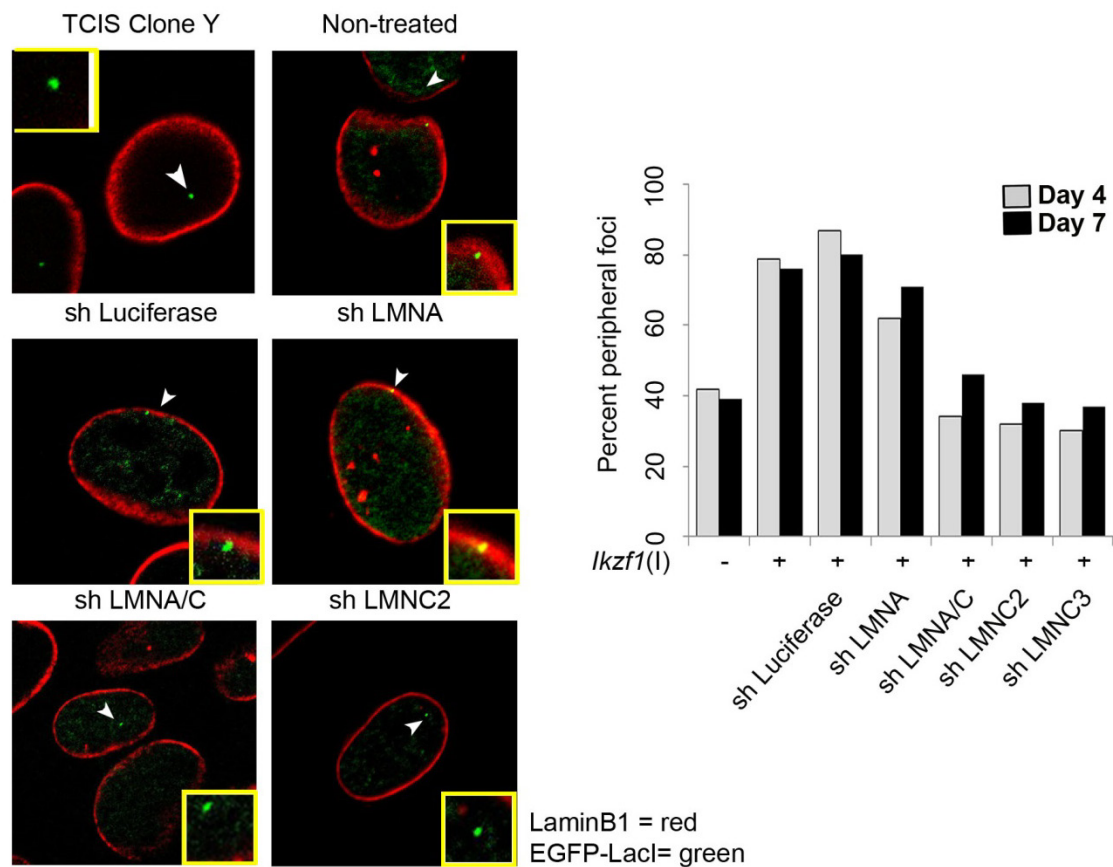 TCIS Clone Y
Non-treated
sh Luciferase
sh LMNA
sh LMNA/C
sh LMNC2
LaminB1 = red
EGFP-LacI= green
Percent peripheral foci
100
80
60
40
20
0
Day 4
Day 7
Ikzf1(I)
- + + + + + +
sh Luciferase
sh LMNA
sh LMNA/C
sh LMNC2
sh LMNC3